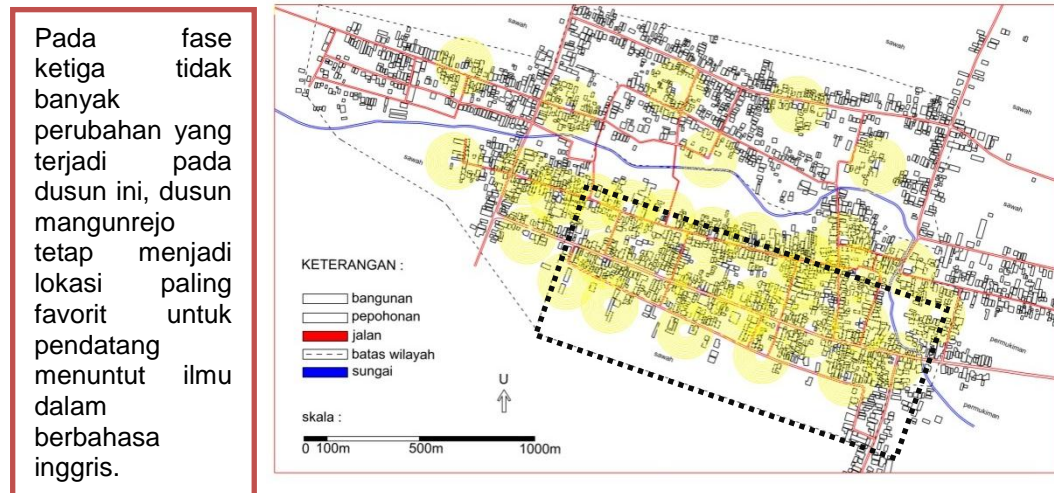 Pada fase
ketiga tidak
banyak
perubahan yang
terjadi pada
dusun ini, dusun
mangunrejo
tetap menjadi
lokasi paling
favorit untuk
pendatang
menuntut ilmu
dalam
berbahasa
inggris.
sawah
sawah
sawah
sawah
sawah
sawah
permukiman
permukiman
KETERANGAN :
bangunan
pepohonan
jalan
batas wilayah
sungai
U
skala :
0 100m 500m 1000m